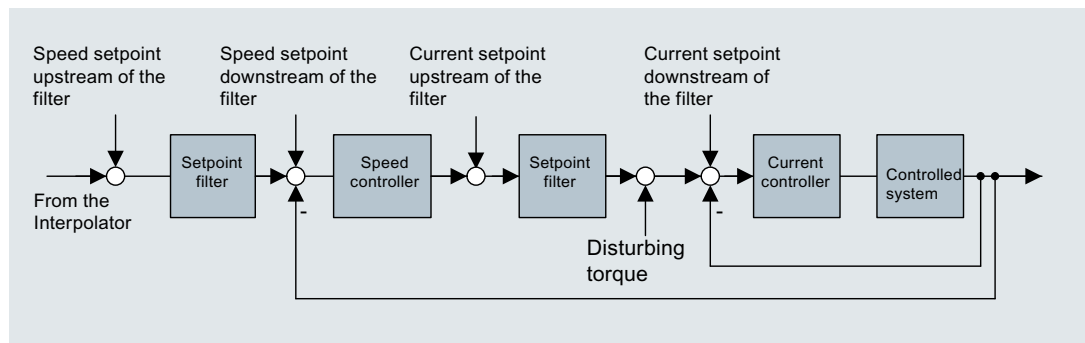 Speed setpoint
upstream of the
filter
Speed setpoint
downstream of the
filter
Current setpoint
upstream of the
filter
Current setpoint
downstream of
the filter
Setpoint
filter
Speed
controller
Setpoint
filter
Current
controller
Controlled
system
From the
Interpolator
-
-
Disturbing
torque